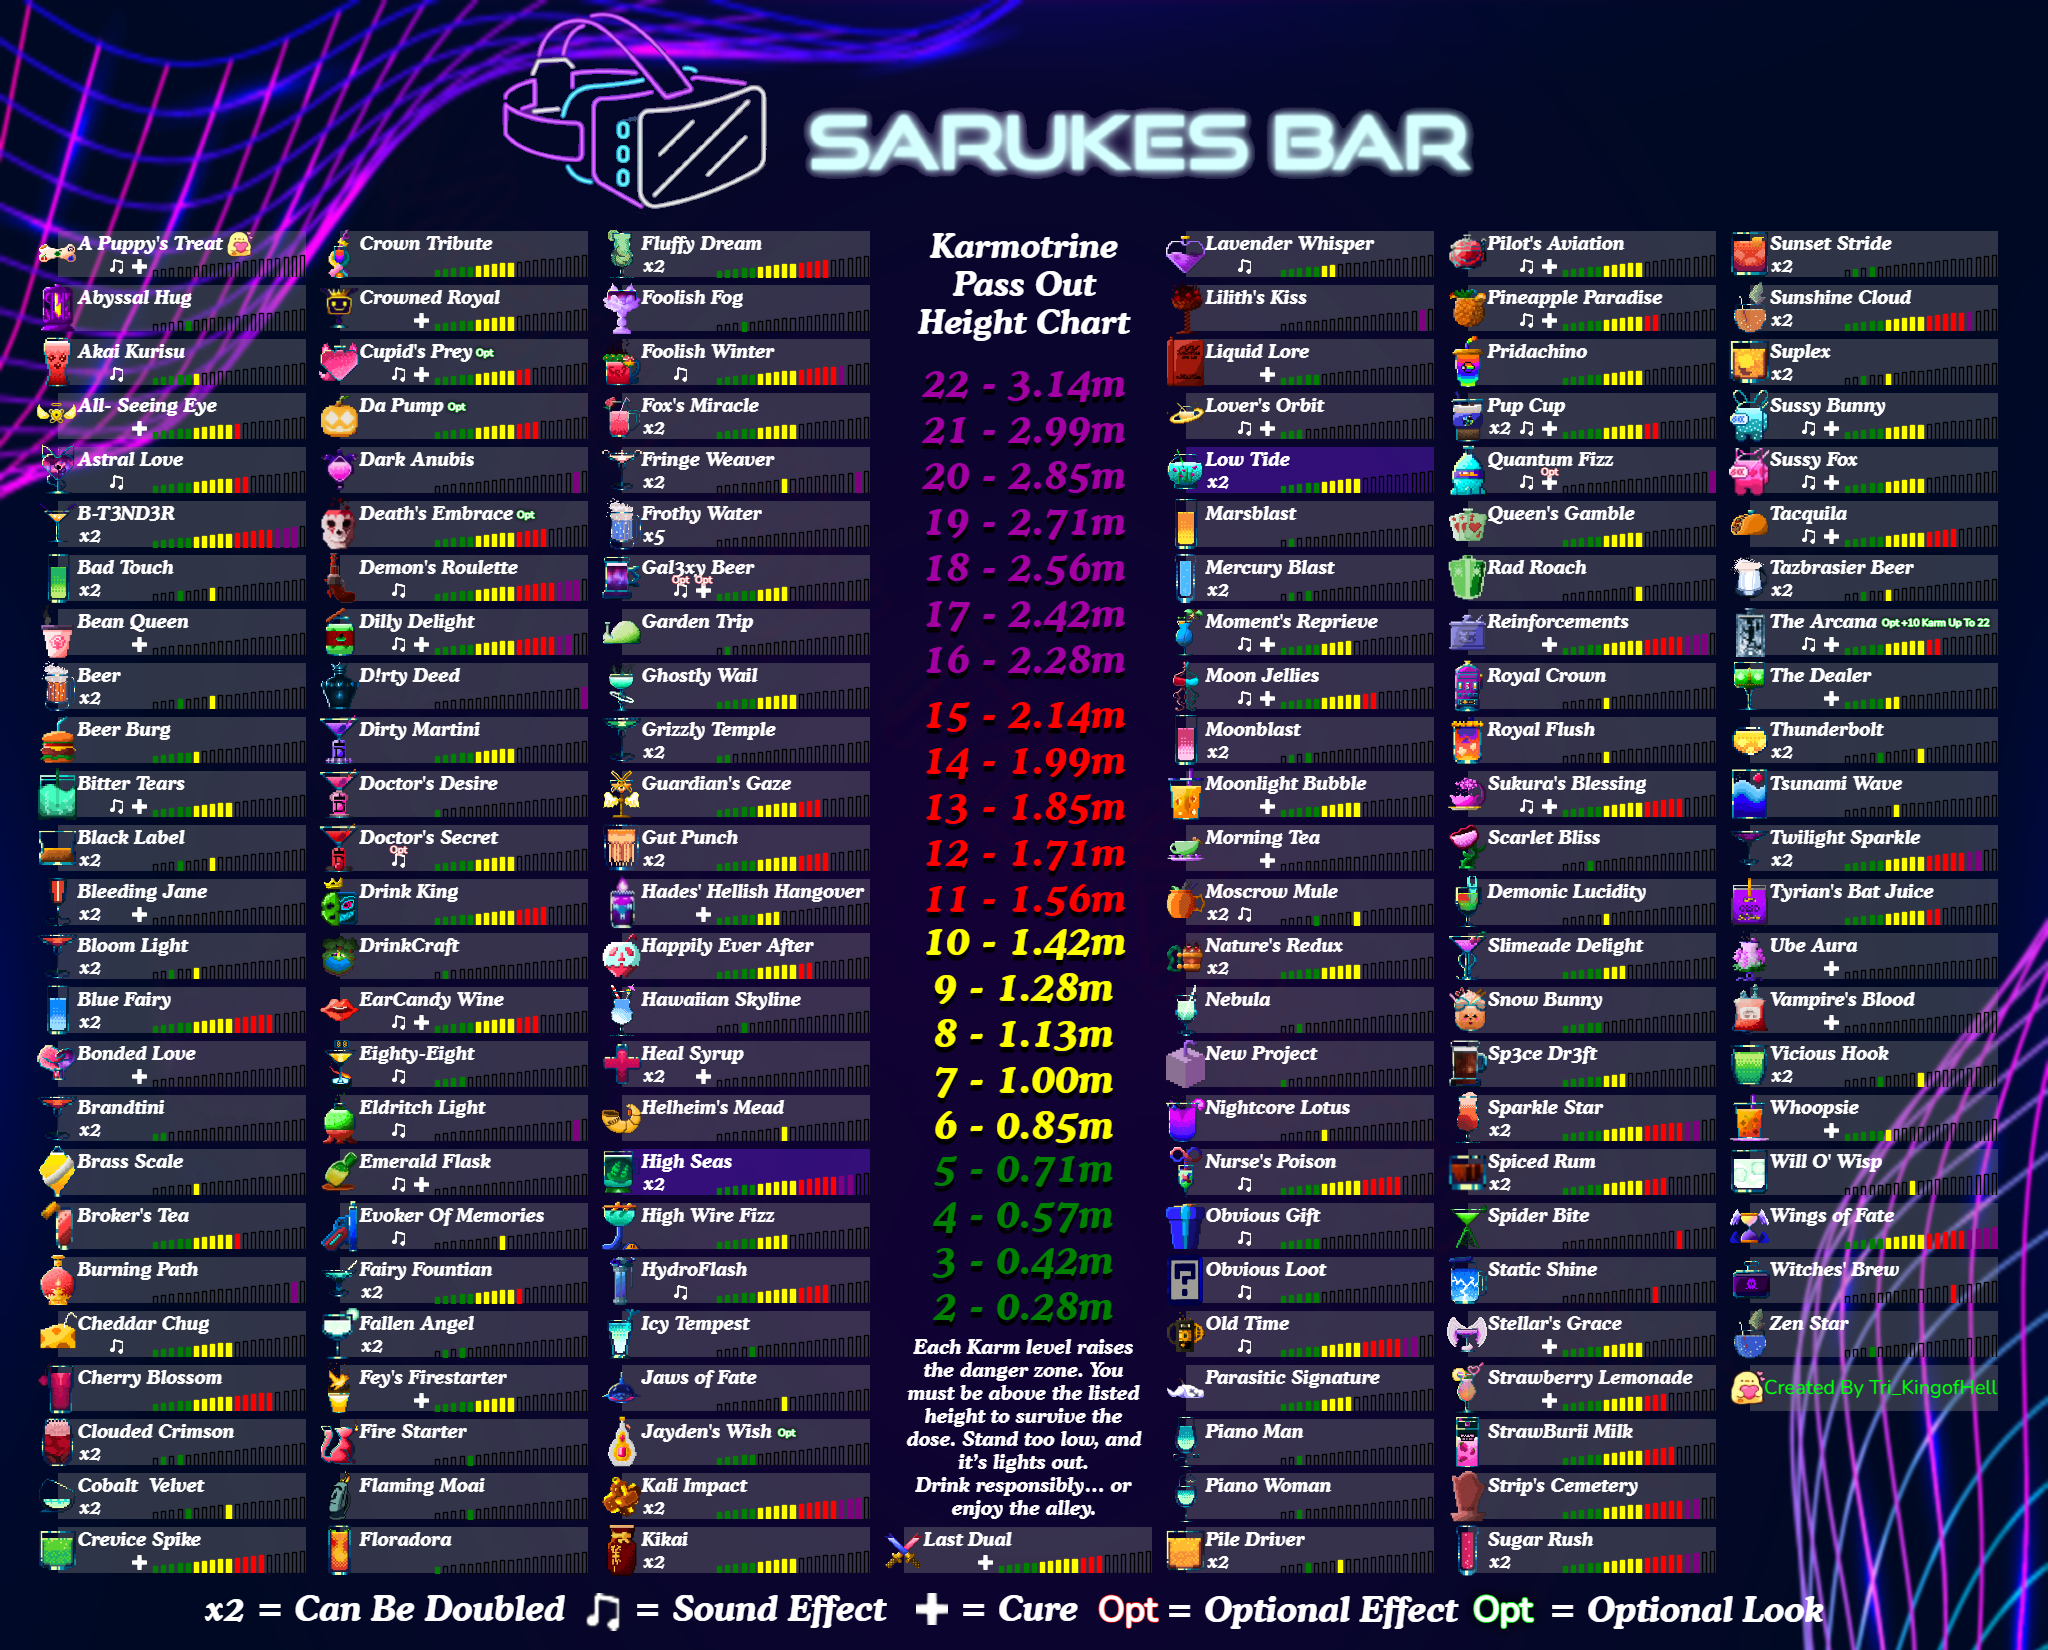 SARUKES BAR
A Puppy's Treat
Abyssal Hug
Akai Kurisu
All- Seeing Eye
Astral Love
B-T3ND3R
x2
Bad Touch
x2
Bean Queen
Beer
x2
Beer Burg
Bitter Tears
Black Label
x2
Bleeding Jane
x2
Bloom Light
x2
Blue Fairy
x2
Bonded Love
Brandtini
x2
Brass Scale
Broker's Tea
Burning Path
Cheddar Chug
Cherry Blossom
Clouded Crimson
x2
Cobalt  Velvet
x2
Crevice Spike
Crown Tribute
Crowned Royal
Cupid's Prey Opt
Da Pump Opt
Dark Anubis
Death's Embrace Opt
Demon's Roulette
Dilly Delight
D!rty Deed
Dirty Martini
Doctor's Desire
Doctor's Secret
Opt
Drink King
DrinkCraft
EarCandy Wine
Eighty-Eight
Eldritch Light
Emerald Flask
Evoker Of Memories
Fairy Fountian
x2
Fallen Angel
x2
Fey's Firestarter
Fire Starter
Flaming Moai
Floradora
Fluffy Dream
x2
Foolish Fog
Foolish Winter
Fox's Miracle
x2
Fringe Weaver
x2
Frothy Water
x5
Gal3xy Beer
Opt Opt
Garden Trip
Ghostly Wail
Grizzly Temple
x2
Guardian's Gaze
Gut Punch
x2
Hades' Hellish Hangover
Happily Ever After
Hawaiian Skyline
Heal Syrup
x2
Helheim's Mead
High Seas
x2
High Wire Fizz
HydroFlash
Icy Tempest
Jaws of Fate
Jayden's Wish Opt
Kali Impact
x2
Kikai
x2
Karmotrine
Pass Out
Height Chart
22 - 3.14m
21 - 2.99m
20 - 2.85m
19 - 2.71m
18 - 2.56m
17 - 2.42m
16 - 2.28m
15 - 2.14m
14 - 1.99m
13 - 1.85m
12 - 1.71m
11 - 1.56m
10 - 1.42m
9 - 1.28m
8 - 1.13m
7 - 1.00m
6 - 0.85m
5 - 0.71m
4 - 0.57m
3 - 0.42m
2 - 0.28m
Each Karm level raises
the danger zone. You
must be above the listed
height to survive the
dose. Stand too low, and
it's lights out.
Drink responsibly... or
enjoy the alley.
Last Dual
Lavender Whisper
Lilith's Kiss
Liquid Lore
Lover's Orbit
Low Tide
x2
Marsblast
Mercury Blast
x2
Moment's Reprieve
Moon Jellies
Moonblast
x2
Moonlight Bubble
Morning Tea
Moscrow Mule
x2
Nature's Redux
x2
Nebula
New Project
Nightcore Lotus
Nurse's Poison
Obvious Gift
Obvious Loot
Old Time
Parasitic Signature
Piano Man
Piano Woman
Pile Driver
x2
Pilot's Aviation
Pineapple Paradise
Pridachino
Pup Cup
x2
Quantum Fizz
Opt
Queen's Gamble
Rad Roach
Reinforcements
Royal Crown
Royal Flush
Sukura's Blessing
Scarlet Bliss
Demonic Lucidity
Slimeade Delight
Snow Bunny
Sp3ce Dr3ft
Sparkle Star
x2
Spiced Rum
x2
Spider Bite
Static Shine
Stellar's Grace
Strawberry Lemonade
StrawBurii Milk
Strip's Cemetery
Sugar Rush
x2
Sunset Stride
x2
Sunshine Cloud
x2
Suplex
x2
Sussy Bunny
Sussy Fox
Tacquila
Tazbrasier Beer
x2
The Arcana Opt +10 Karm Up To 22
The Dealer
Thunderbolt
x2
Tsunami Wave
Twilight Sparkle
x2
Tyrian's Bat Juice
Ube Aura
Vampire's Blood
Vicious Hook
x2
Whoopsie
Will O' Wisp
Wings of Fate
Witches' Brew
Zen Star
Created By Tri_KingofHell
x2 = Can Be Doubled ♫ = Sound Effect + = Cure Opt = Optional Effect Opt = Optional Look